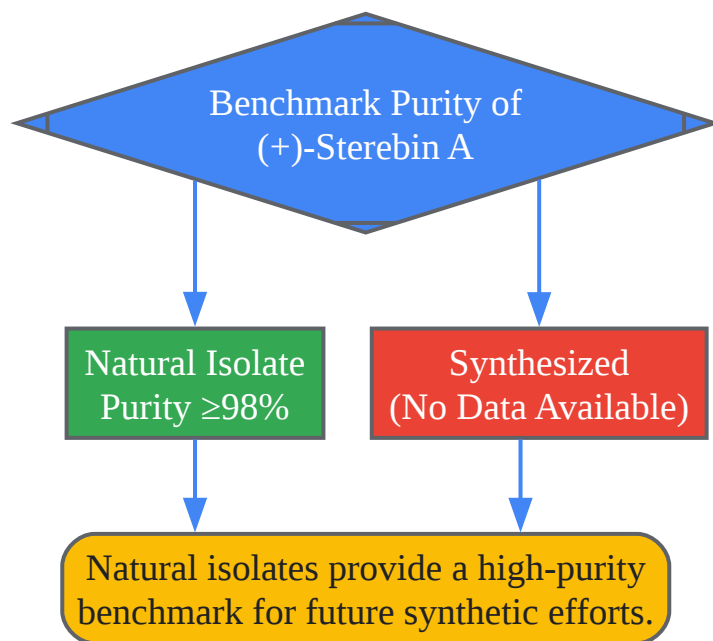 Benchmark Purity of
(+)-Sterebin A
Natural Isolate
Purity ≥98%
Synthesized
(No Data Available)
Natural isolates provide a high-purity
benchmark for future synthetic efforts.